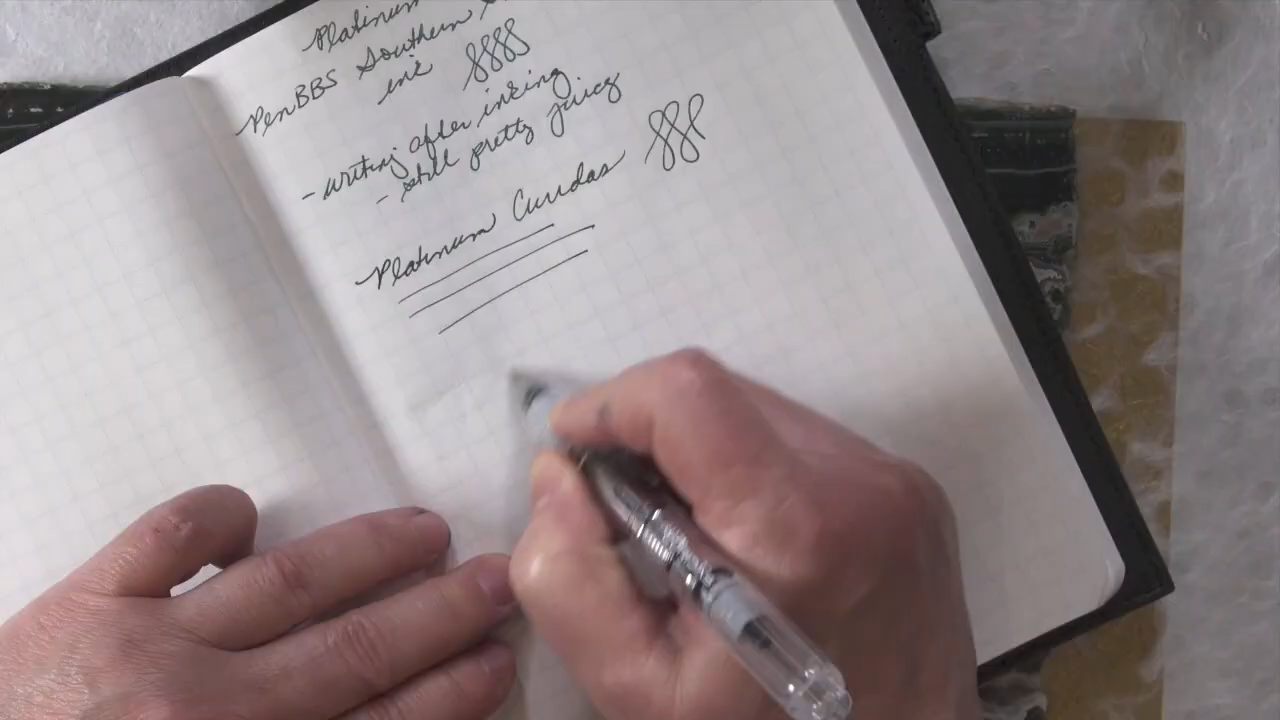 Platinum
PenBBS Southern
ink
- writing after inking
- still pretty juicy
Platinum Curidas